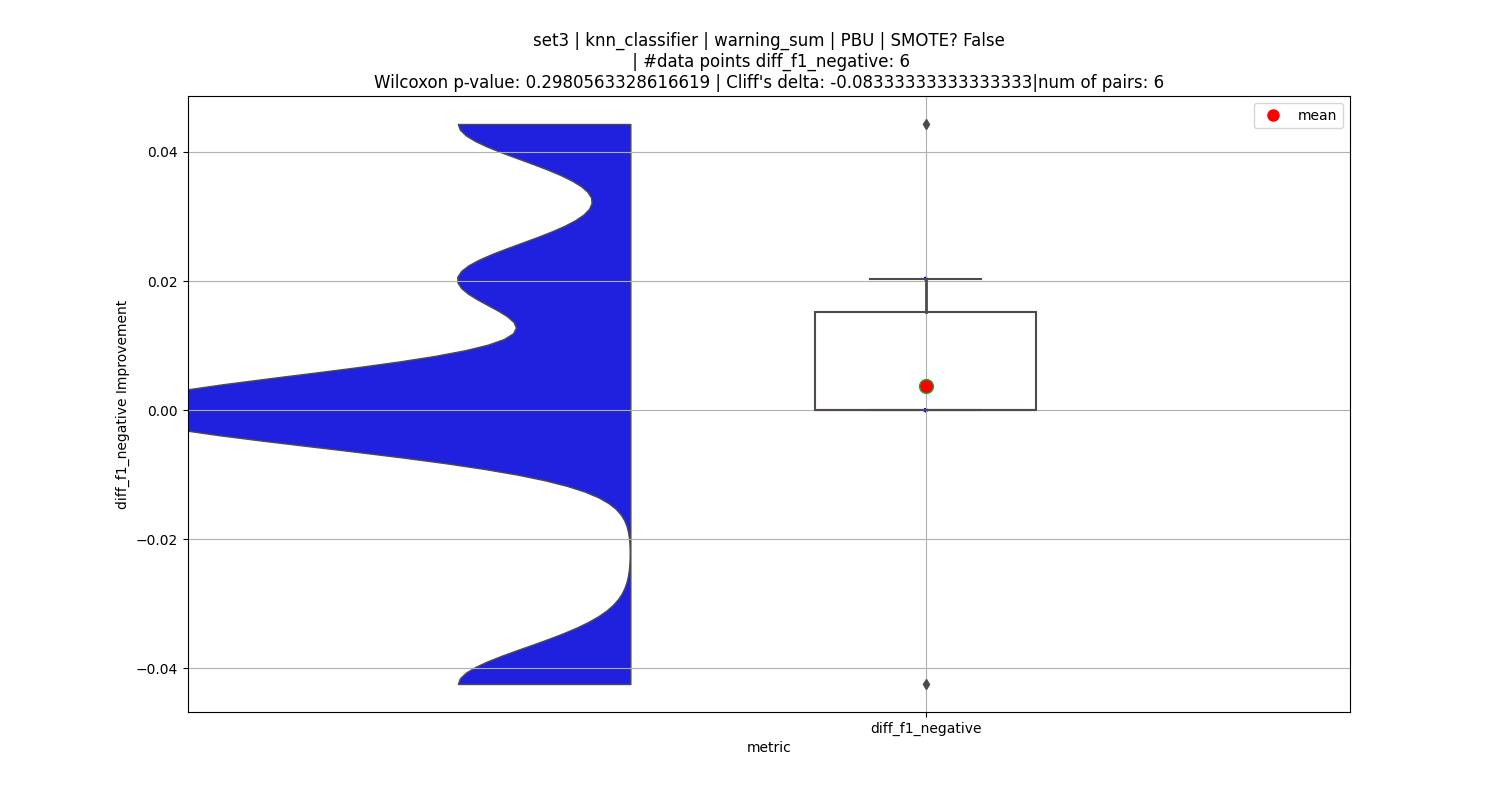 set3 | knn_classifier | warning_sum | PBU | SMOTE? False
| #data points diff_f1_negative: 6
Wilcoxon p-value: 0.2980563328616619 | Cliff's delta: -0.08333333333333333|num of pairs: 6
mean
0.04
0.02
0.00
−0.02
−0.04
diff_f1_negative Improvement
diff_f1_negative
metric